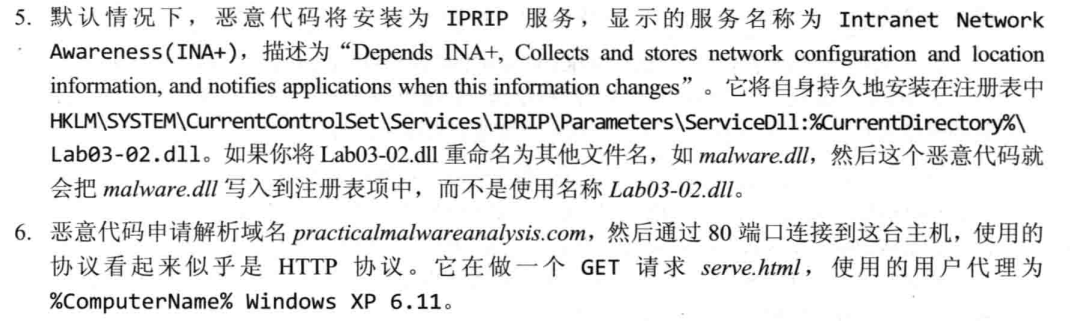 5. 默认情况下，恶意代码将安装为 IPRIP 服务，显示的服务名称为 Intranet Network
Awareness(INA+)，描述为“Depends INA+, Collects and stores network configuration and location
information, and notifies applications when this information changes”。它将自身持久地安装在注册表中
HKLM\SYSTEM\CurrentControlSet\Services\IPRIP\Parameters\ServiceDll:%CurrentDirectory%\
Lab03-02.dll。如果你将 Lab03-02.dll 重命名为其他文件名，如 malware.dll，然后这个恶意代码就
会把 malware.dll 写入到注册表项中，而不是使用名称 Lab03-02.dll。
6. 恶意代码申请解析域名 practicalmalwareanalysis.com，然后通过 80 端口连接到这台主机，使用的
协议看起来似乎是 HTTP 协议。它在做一个 GET 请求 serve.html，使用的用户代理为
%ComputerName% Windows XP 6.11。